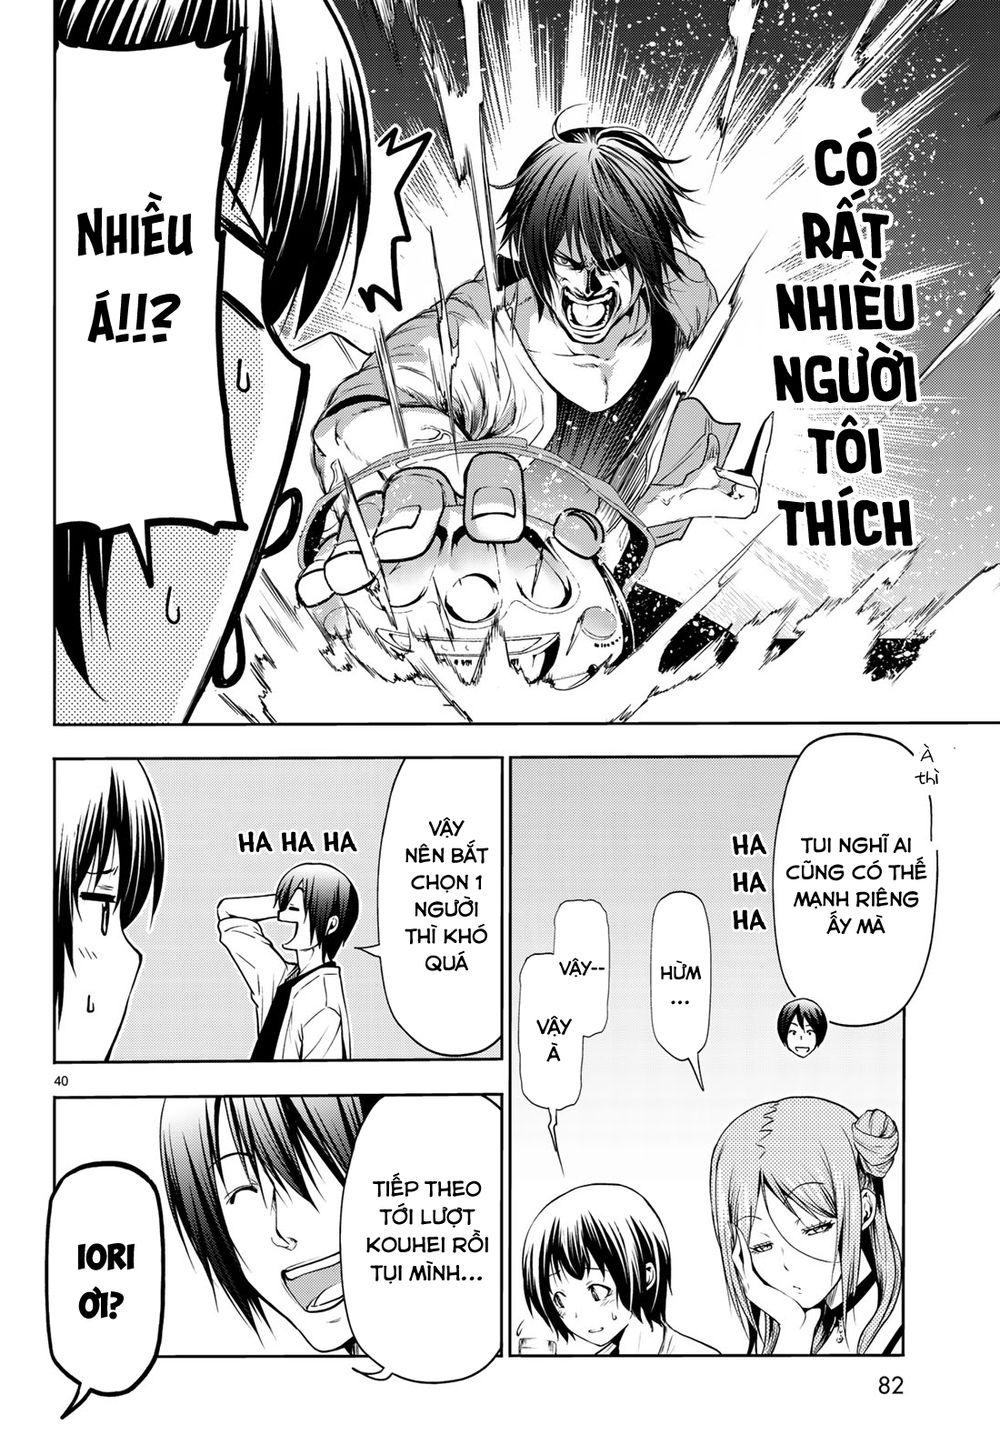 CÓ
RẤT
NHIỀU
NGƯỜI
TÔI
THÍCH
NHIỀU
Á!!?
À
thì
TUI NGHĨ AI
CŨNG CÓ THẾ
MẠNH RIÊNG
ẤY MÀ
HA
HA
HA
HỪM
...
VẬY--
VẬY
À
VẬY
NÊN BẮT
CHỌN 1
NGƯỜI
THÌ KHÓ
QUÁ
HA HA HA
40
TIẾP THEO
TỚI LƯỢT
KOUHEI RỒI
TỤI MÌNH...
IORI
ƠI?
82